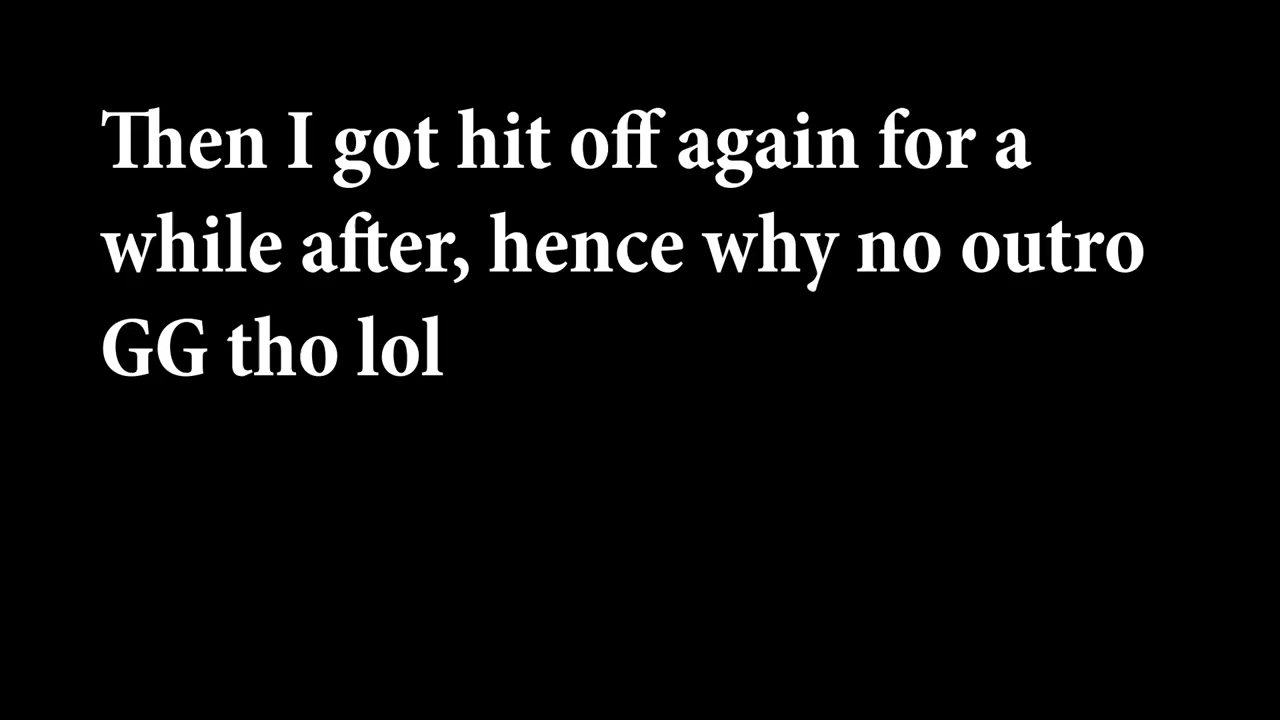 Then I got hit off again for a
while after, hence why no outro
GG tho lol